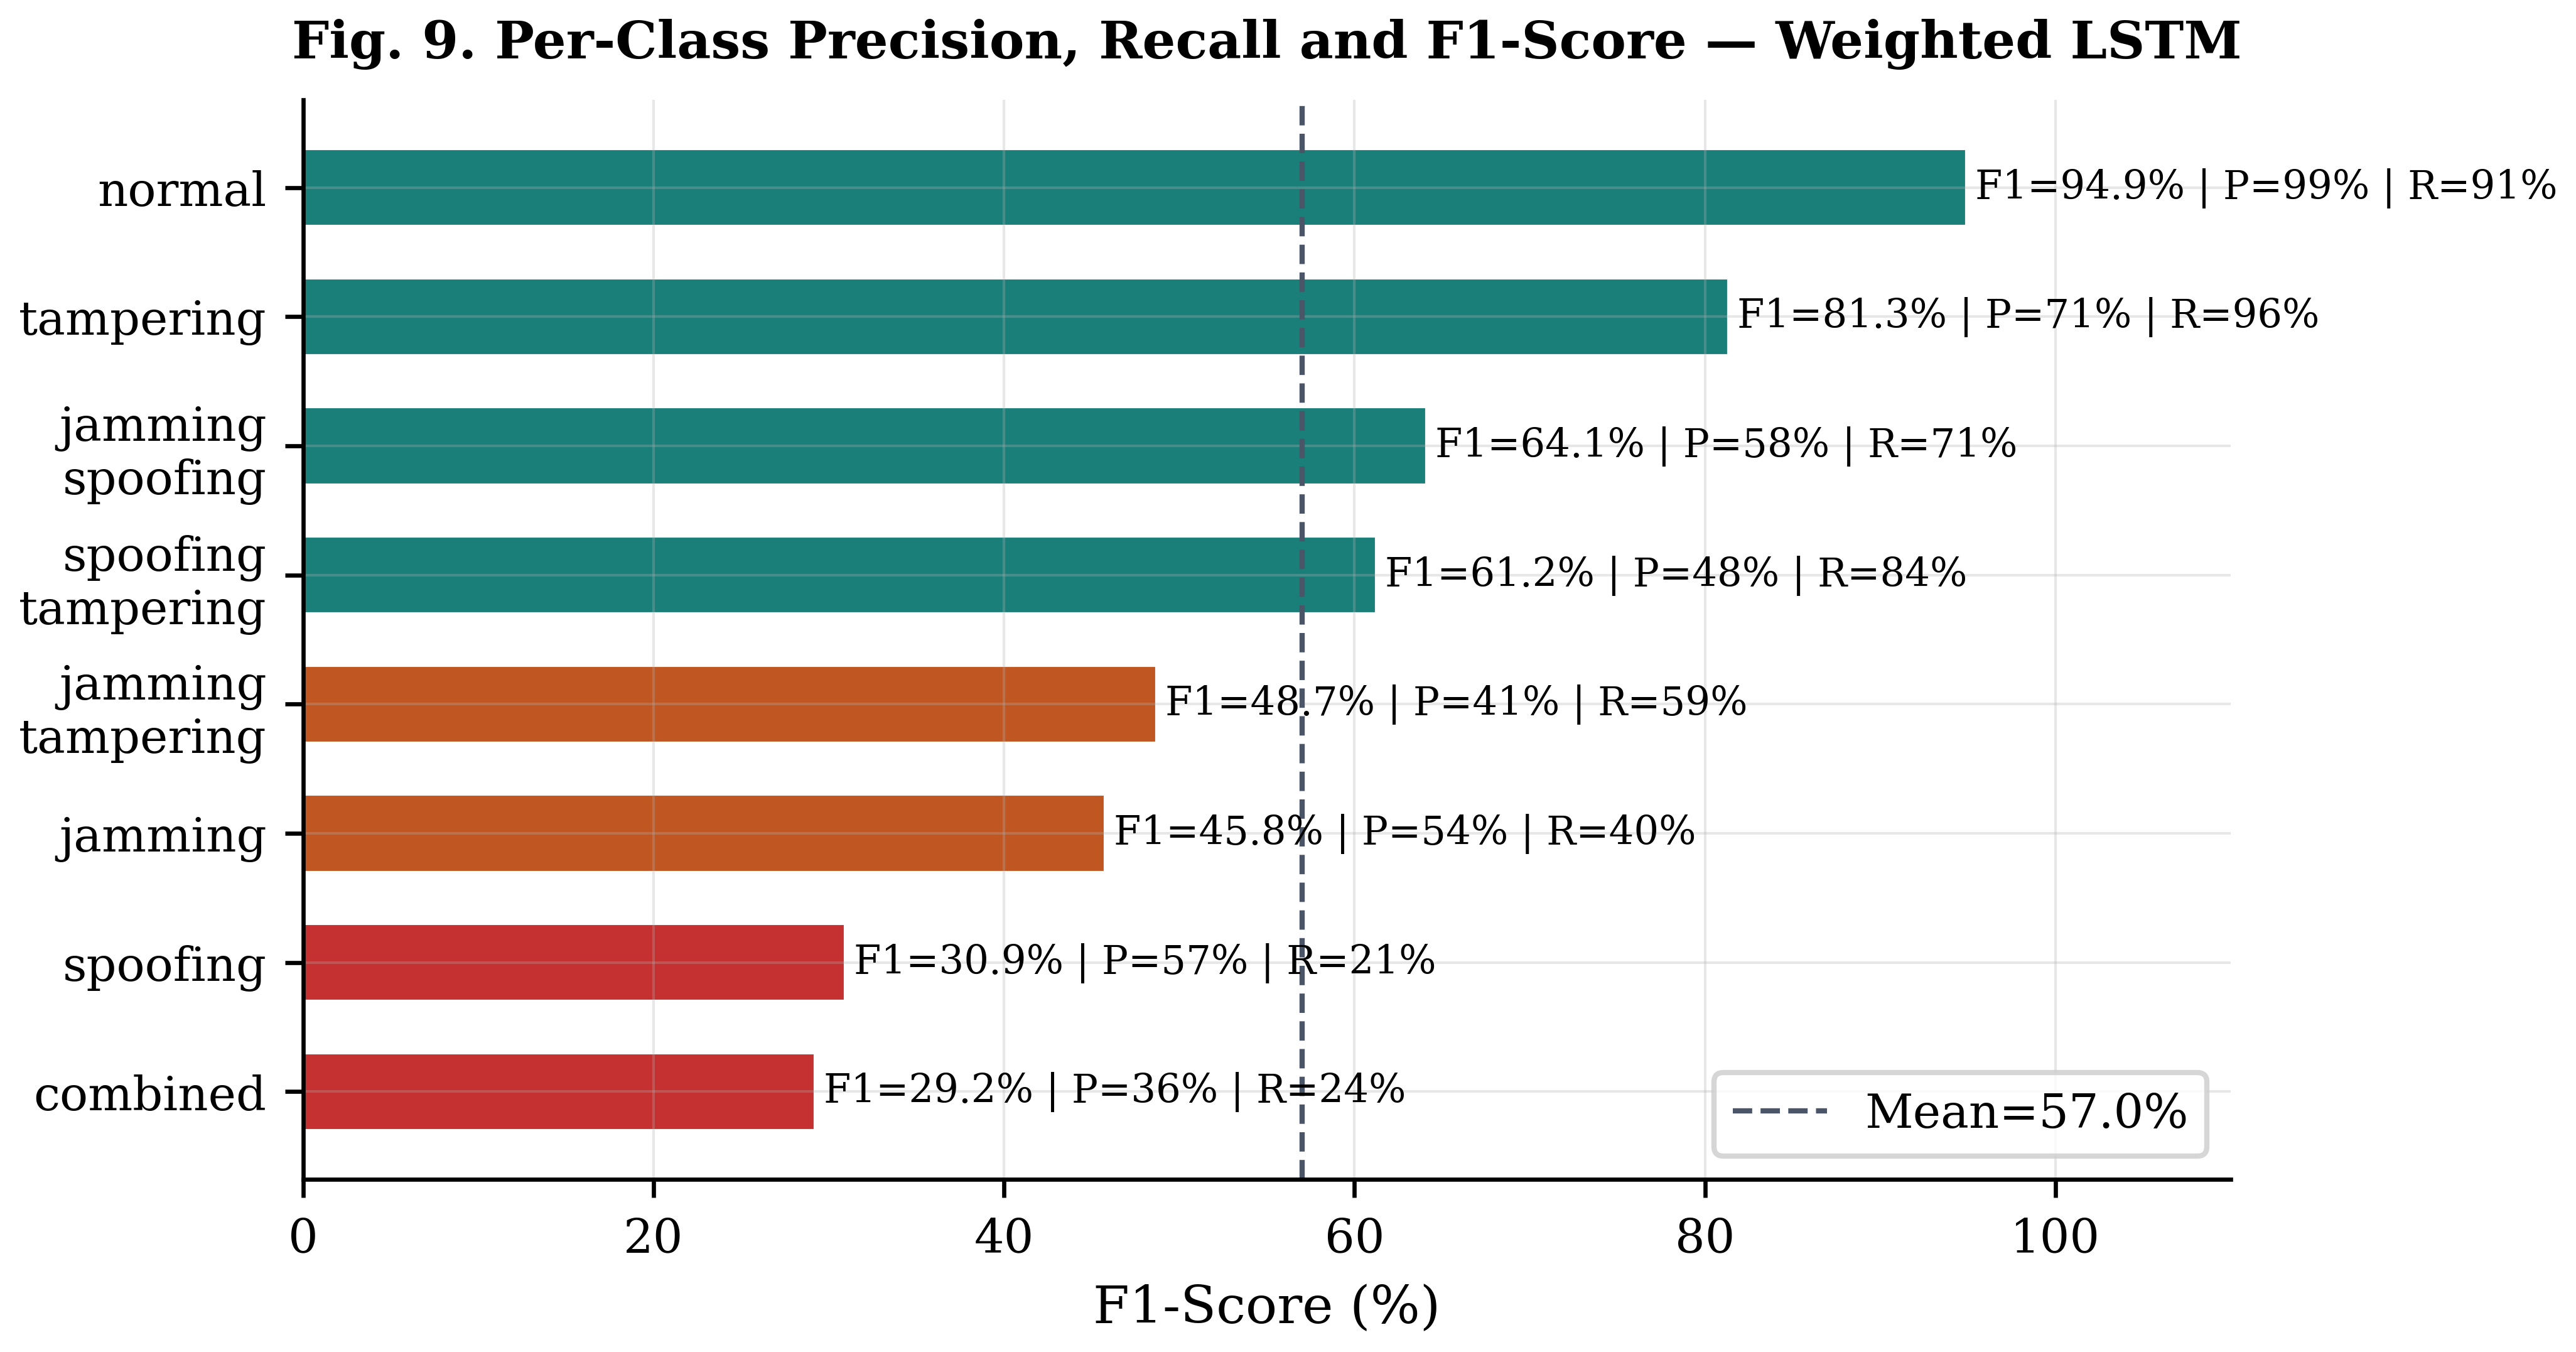 Fig. 9. Per-Class Precision, Recall and F1-Score — Weighted LSTM
normal
F1=94.9% | P=99% | R=91%
tampering
F1=81.3% | P=71% | R=96%
jamming
spoofing
F1=64.1% | P=58% | R=71%
spoofing
tampering
F1=61.2% | P=48% | R=84%
jamming
tampering
F1=48.7% | P=41% | R=59%
jamming
F1=45.8% | P=54% | R=40%
spoofing
F1=30.9% | P=57% | R=21%
combined
F1=29.2% | P=36% | R=24%
Mean=57.0%
0 20 40 60 80 100
F1-Score (%)